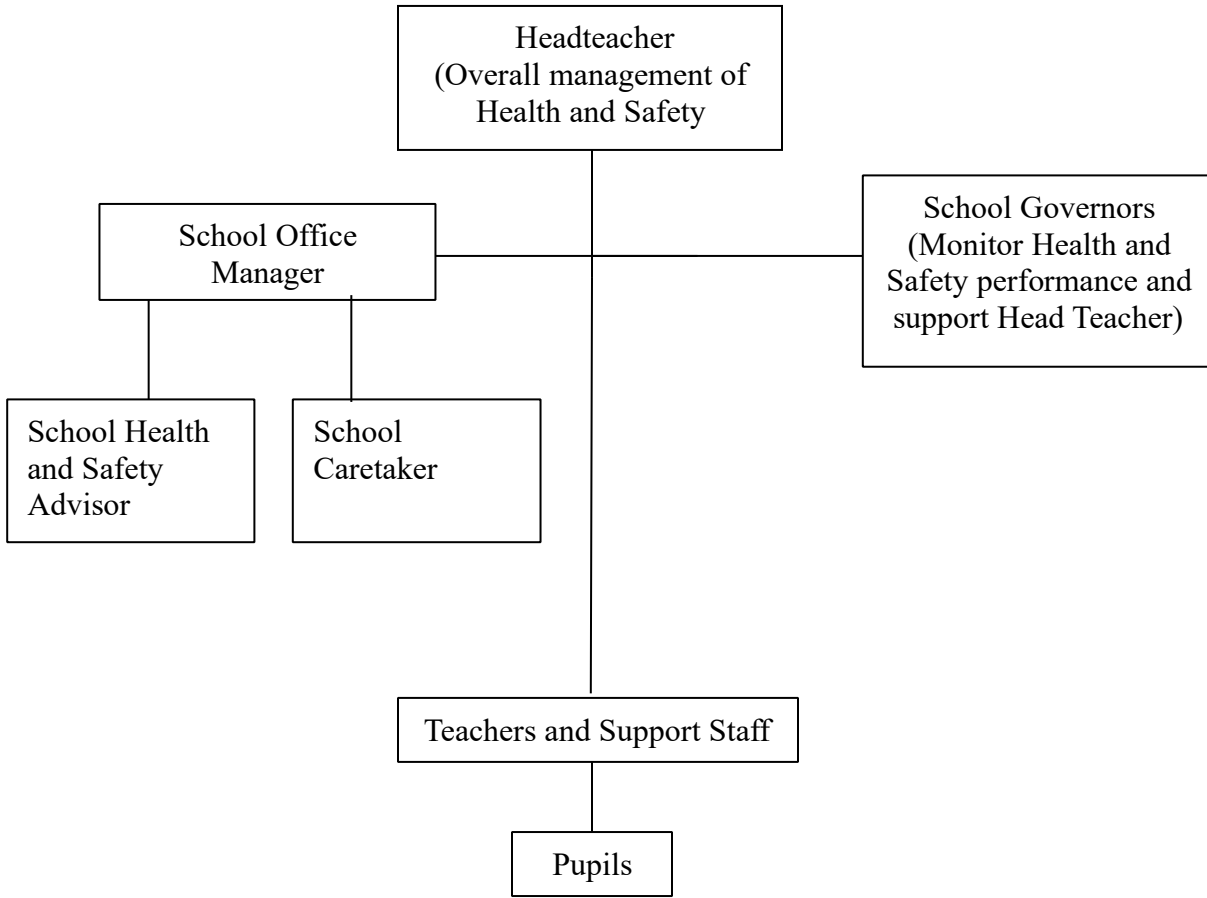 Headteacher
(Overall management of
Health and Safety
School Office
Manager
School Governors
(Monitor Health and
Safety performance and
support Head Teacher)
School Health
and Safety
Advisor
School
Caretaker
Teachers and Support Staff
Pupils